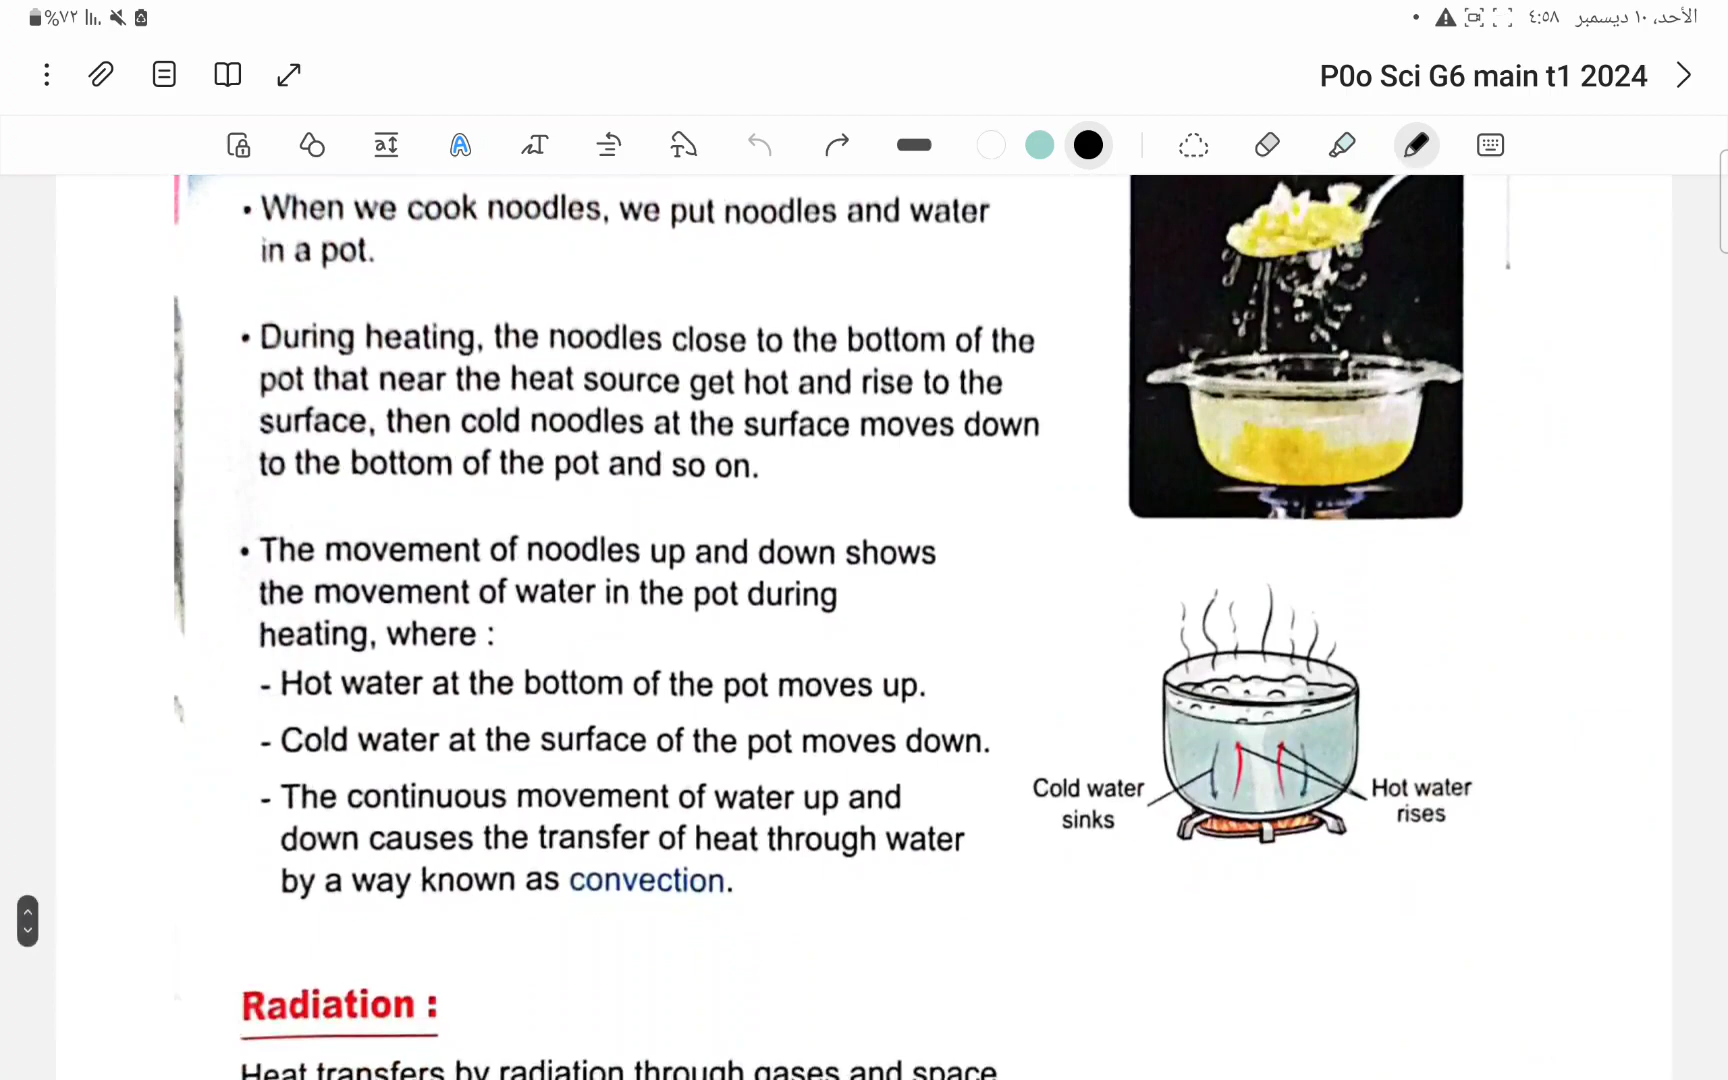 %٧٢
الأحد، ١٠ ديسمبر ٤:٥٨
P0o Sci G6 main t1 2024
• When we cook noodles, we put noodles and water
in a pot.
• During heating, the noodles close to the bottom of the
pot that near the heat source get hot and rise to the
surface, then cold noodles at the surface moves down
to the bottom of the pot and so on.
• The movement of noodles up and down shows
the movement of water in the pot during
heating, where :
- Hot water at the bottom of the pot moves up.
- Cold water at the surface of the pot moves down.
- The continuous movement of water up and
down causes the transfer of heat through water
by a way known as convection.
Cold water
sinks
Hot water
rises
Radiation :
Heat transfers by radiation through gases and space